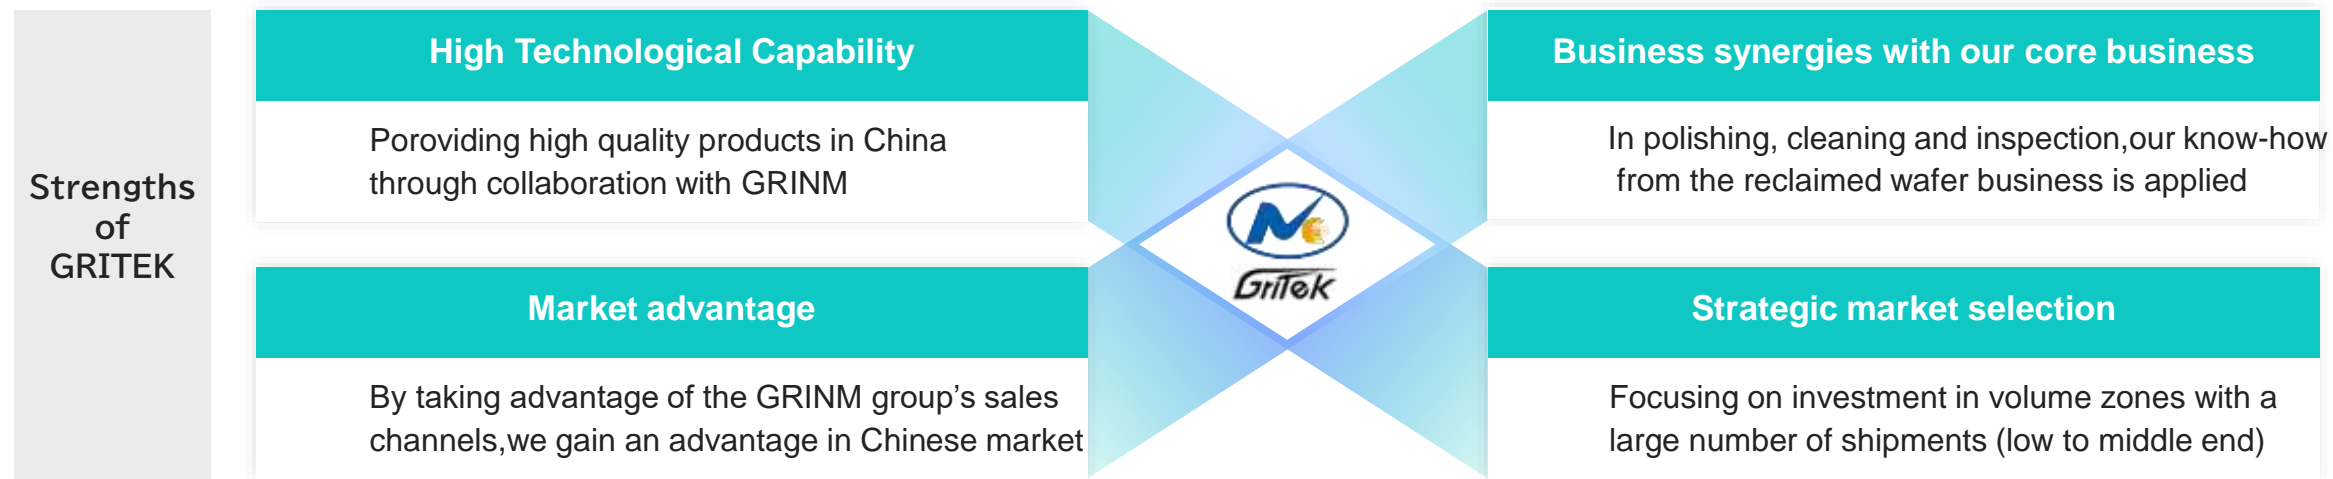 Strengths
of
GRITEK
High Technological Capability
Poroviding high quality products in China
through collaboration with GRINM
Business synergies with our core business
In polishing, cleaning and inspection,our know-how
from the reclaimed wafer business is applied
GriTek
Market advantage
By taking advantage of the GRINM group’s sales
channels,we gain an advantage in Chinese market
Strategic market selection
Focusing on investment in volume zones with a
large number of shipments (low to middle end)